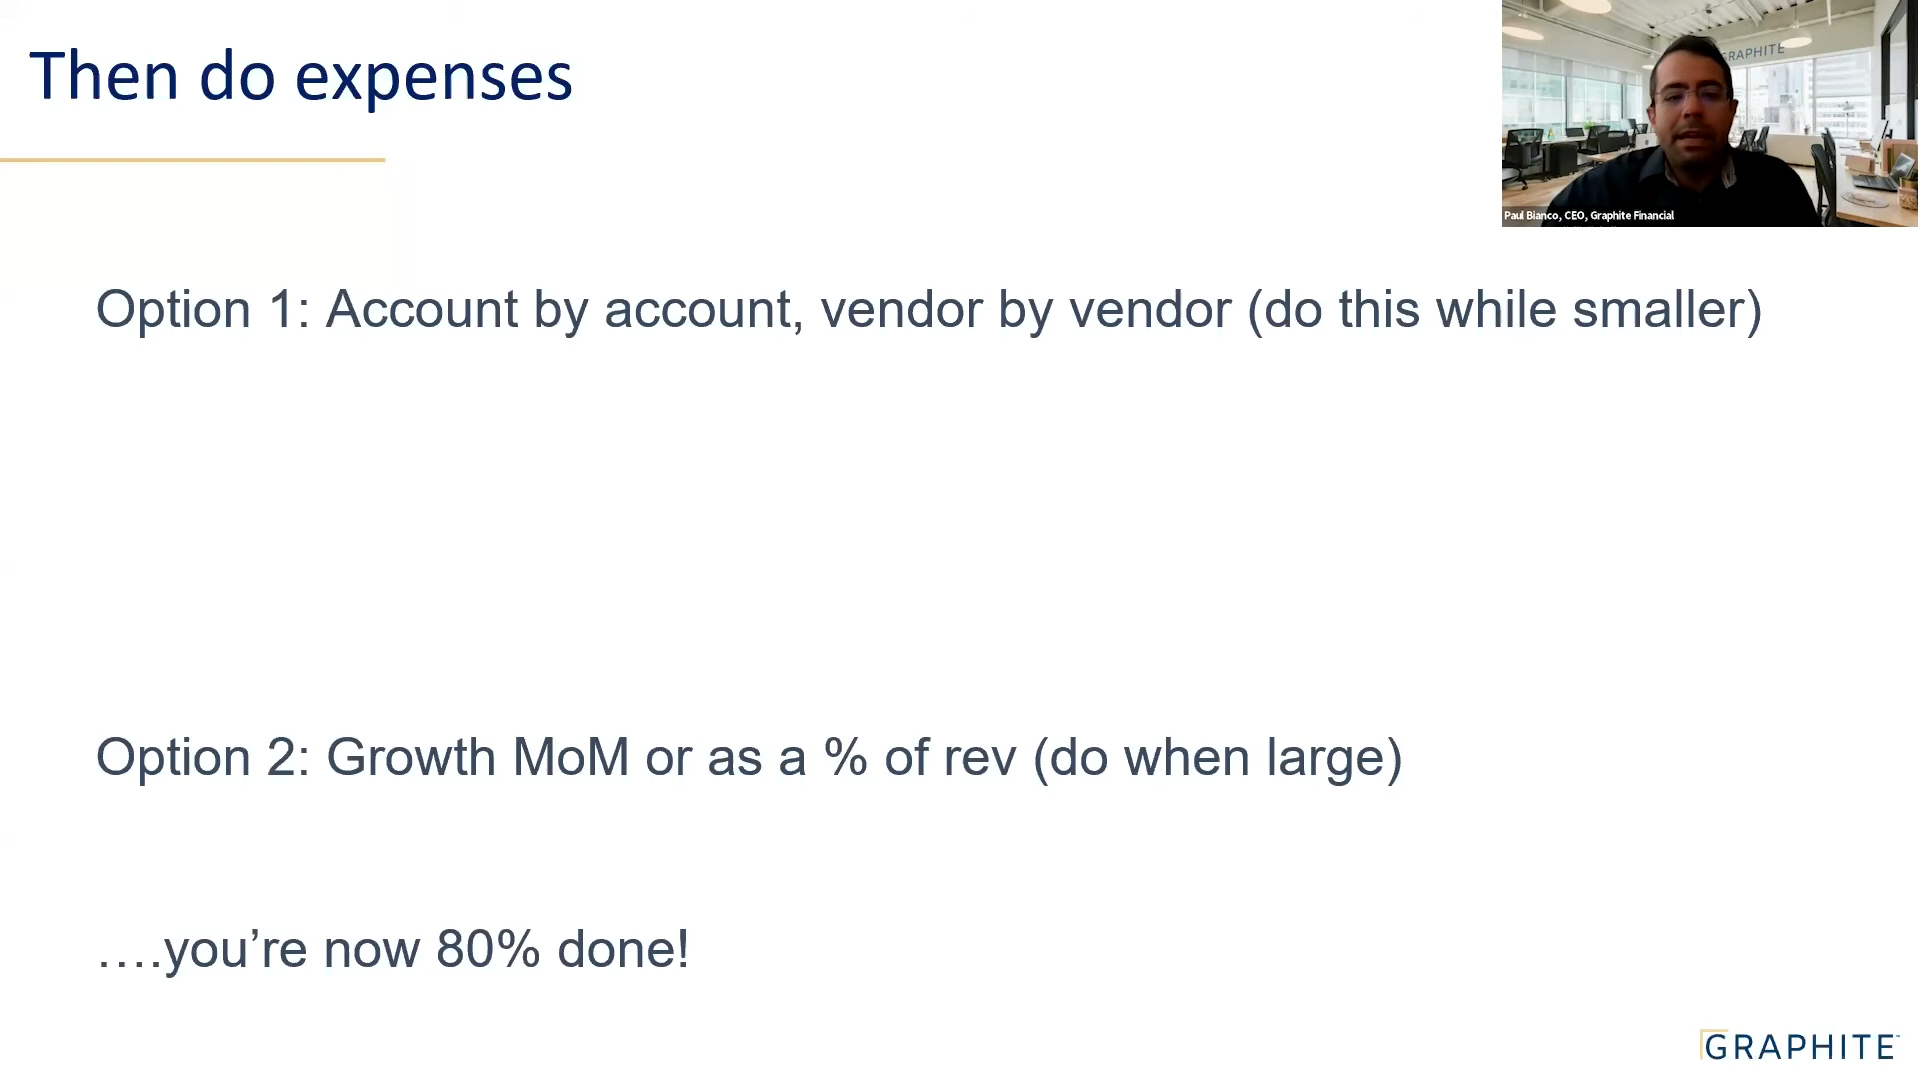 Then do expenses
GRAPHITE
Paul Bianco, CEO, Graphite Financial
Option 1: Account by account, vendor by vendor (do this while smaller)
Option 2: Growth MoM or as a % of rev (do when large)
….you’re now 80% done!
GRAPHITE